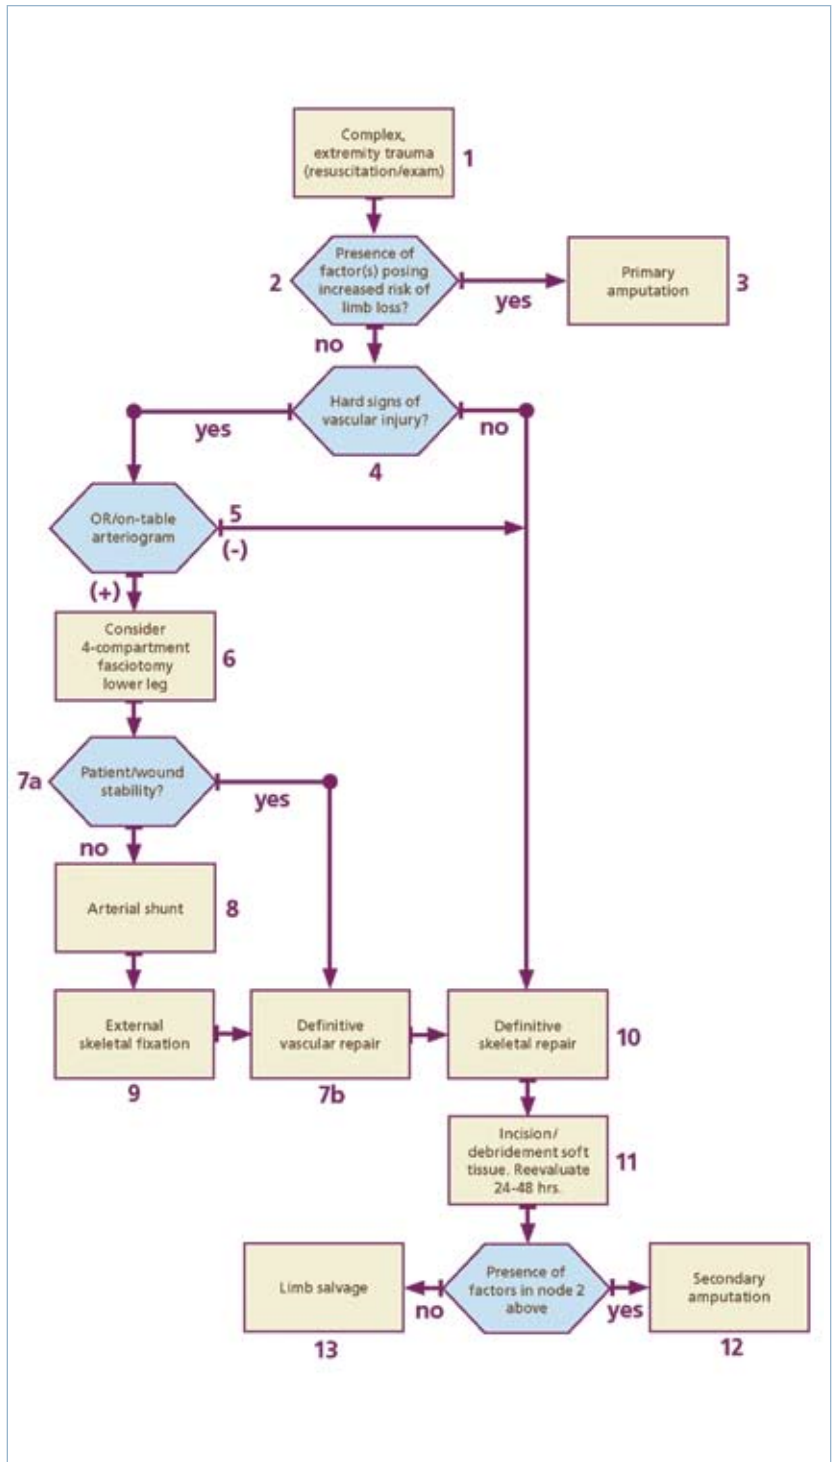 Complex,
extremity trauma
(resuscitation/exam)
1
Presence of
factor(s) posing
increased risk of
limb loss?
2
yes
Primary
amputation
3
no
Hard signs of
vascular injury?
4
yes
no
OR/on-table
arteriogram
5
(-)
(+)
Consider
4-compartment
fasciotomy
lower leg
6
7a
Patient/wound
stability?
yes
no
Arterial shunt
8
External
skeletal fixation
9
Definitive
vascular repair
7b
Definitive
skeletal repair
10
Incision/
debridement soft
tissue. Reevaluate
24-48 hrs.
11
Limb salvage
13
no
Presence of
factors in node 2
above
yes
Secondary
amputation
12